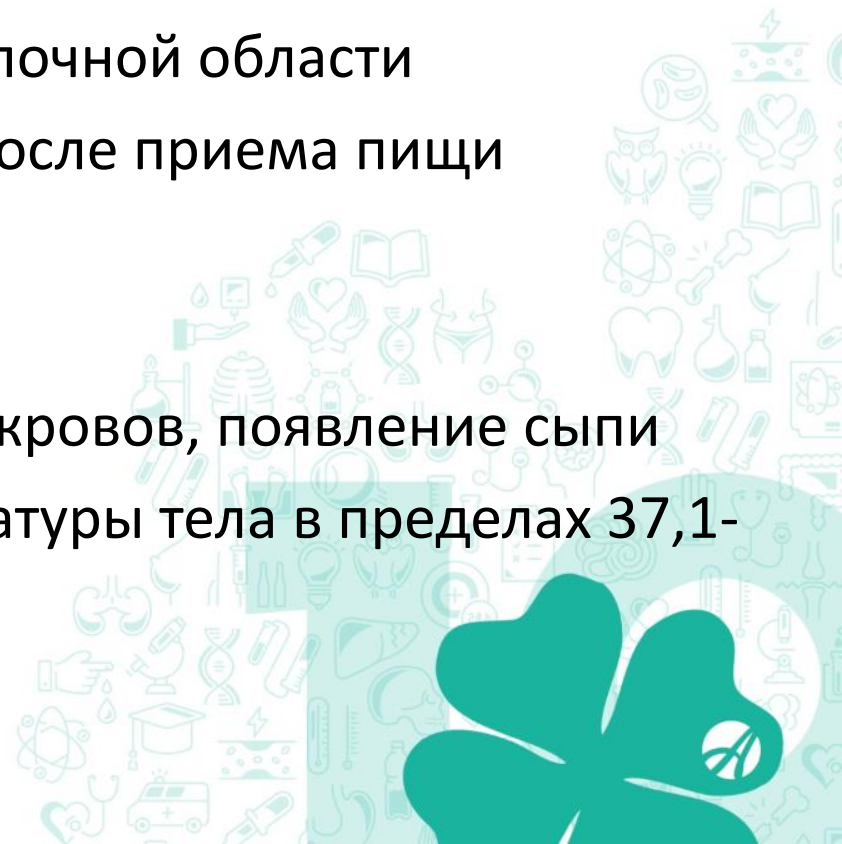 лочной области
осле приема пищи
кровов, появление сыпи
атуры тела в пределах 37,1-